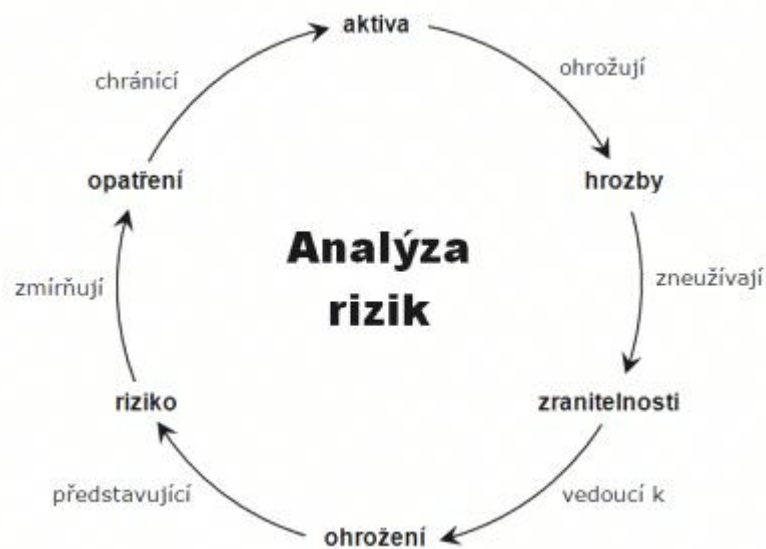 aktiva
ohrožují
hrozby
zneužívají
zranitelnosti
vedoucí k
ohrožení
představující
riziko
zmírňují
opatření
chránící
Analýza
rizik